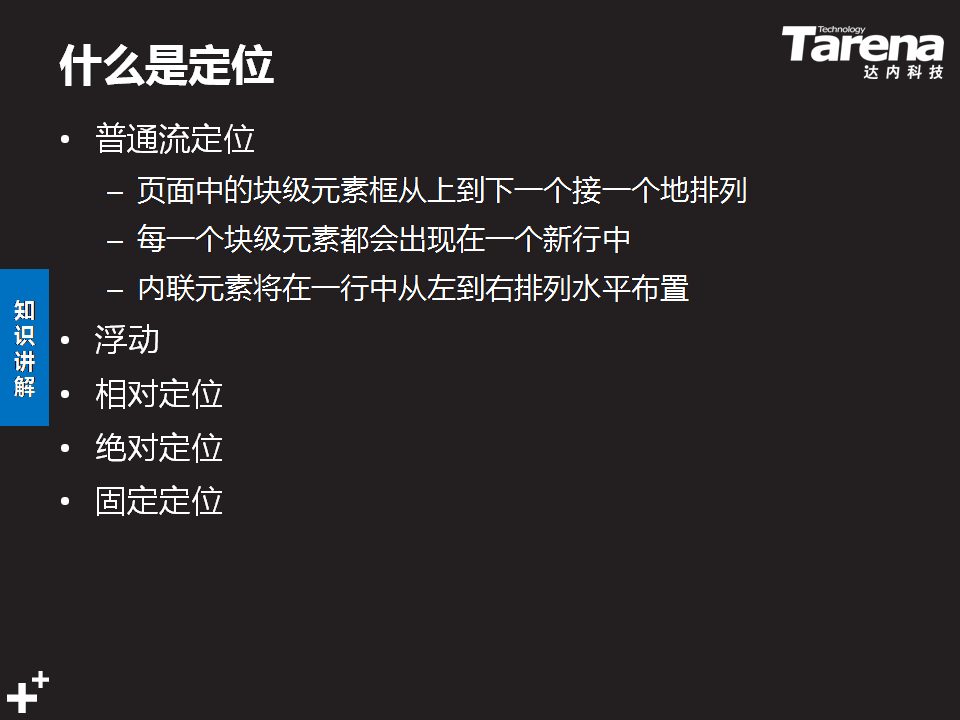 什么是定位
Technology
Tarena
达内科技
• 普通流定位
– 页面中的块级元素框从上到下一个接一个地排列
– 每一个块级元素都会出现在一个新行中
– 内联元素将在一行中从左到右排列水平布置
知识讲解
• 浮动
• 相对定位
• 绝对定位
• 固定定位